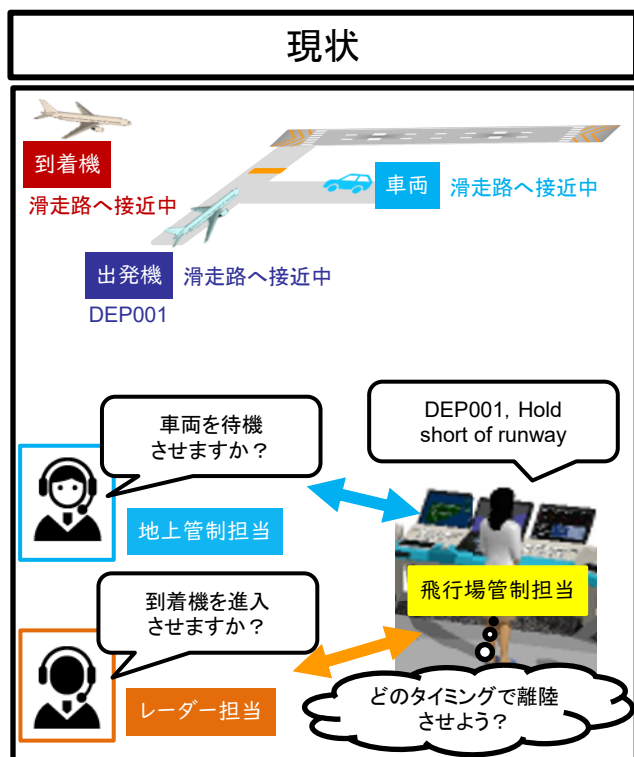 現状
到着機
滑走路へ接近中
車両
滑走路へ接近中
出発機
滑走路へ接近中
DEP001
車両を待機
させますか？
DEP001, Hold
short of runway
地上管制担当
到着機を進入
させますか？
飛行場管制担当
レーダー担当
どのタイミングで離陸
させよう？